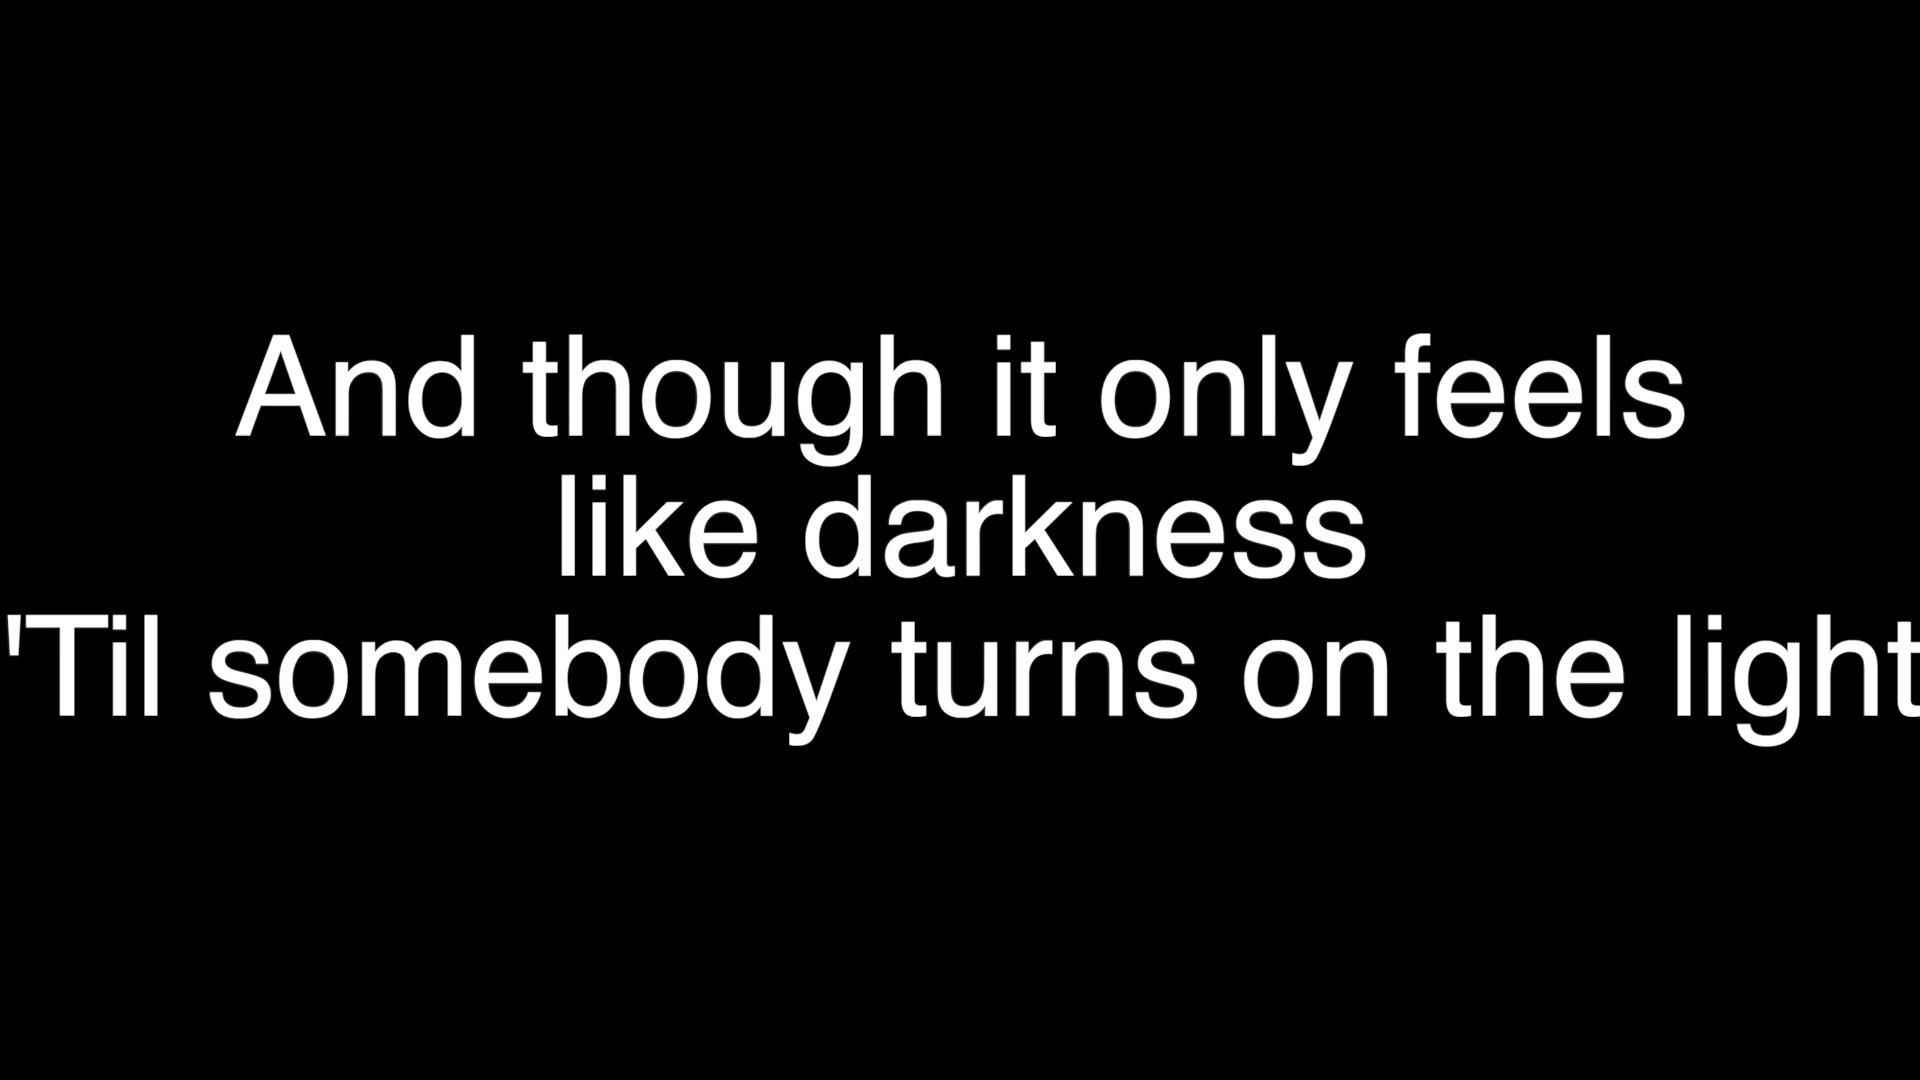 And though it only feels
like darkness
'Til somebody turns on the light